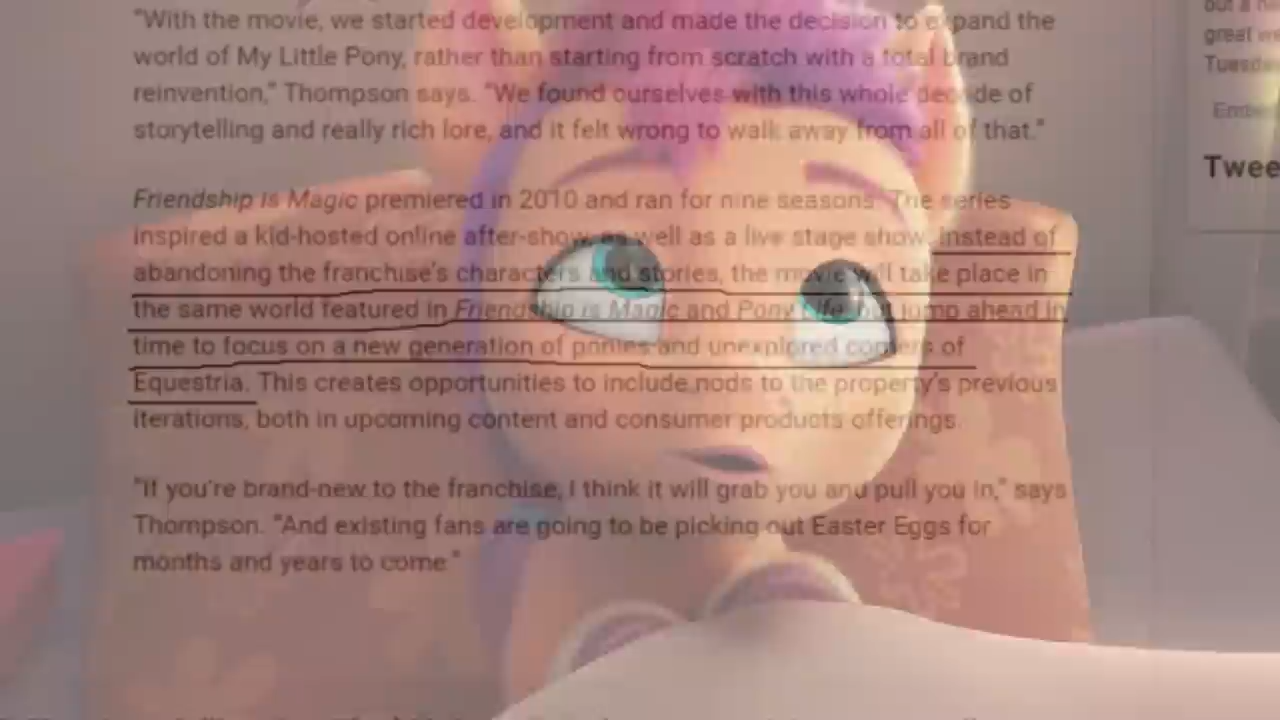 "With the movie, we started development and made the decision to expand the
world of My Little Pony, rather than starting from scratch with a total brand
reinvention," Thompson says. "We found ourselves with this whole decade of
storytelling and really rich lore, and it felt wrong to walk away from all of that."
Friendship is Magic premiered in 2010 and ran for nine seasons. The series
inspired a kid-hosted online after-show, as well as a live stage show. Instead of
abandoning the franchise's characters and stories, the movie will take place in
the same world featured in Friendship is Magic and Pony Life, but jump ahead in
time to focus on a new generation of ponies and unexplored corners of
Equestria. This creates opportunities to include nods to the property's previous
iterations, both in upcoming content and consumer products offerings.
"If you're brand-new to the franchise, I think it will grab you and pull you in," says
Thompson. "And existing fans are going to be picking out Easter Eggs for
months and years to come."
great we
Tuesday
Embe
Twee